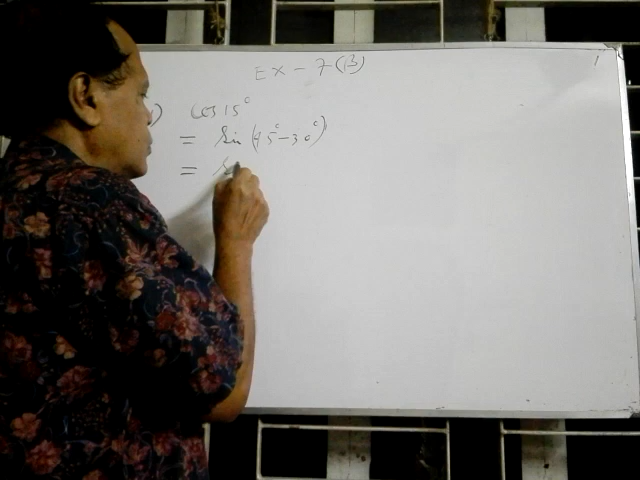 Ex - 7(B)
) cos 15°
= sin (45° - 30°)
= s